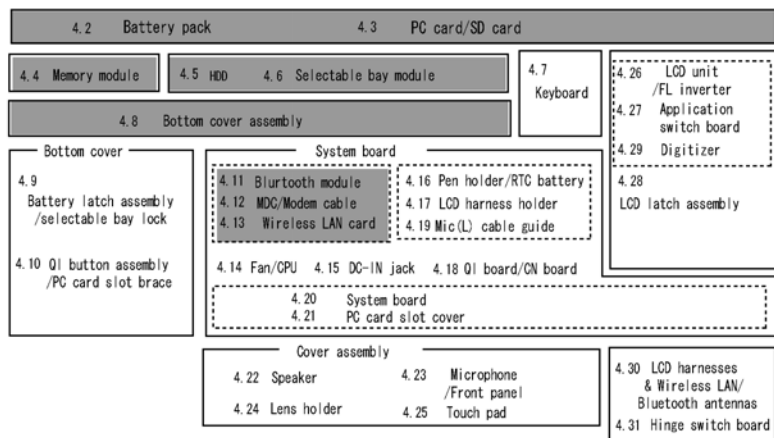 4.2 Battery pack 4.3 PC card/SD card
4.4 Memory module
4.5 HDD 4.6 Selectable bay module
4.7
Keyboard
4.26 LCD unit
/FL inverter
4.27 Application
switch board
4.29 Digitizer
4.28
LCD latch assembly
4.8 Bottom cover assembly
Bottom cover
4.9
Battery latch assembly
/selectable bay lock
4.10 QI button assembly
/PC card slot brace
System board
4.11 Blurtooth module
4.12 MDC/Modem cable
4.13 Wireless LAN card
4.16 Pen holder/RTC battery
4.17 LCD harness holder
4.19 Mic(L) cable guide
4.14 Fan/CPU 4.15 DC-IN jack 4.18 QI board/CN board
4.20 System board
4.21 PC card slot cover
Cover assembly
4.22 Speaker
4.23 Microphone
/Front panel
4.24 Lens holder
4.25 Touch pad
4.30 LCD harnesses
& Wireless LAN/
Bluetooth antennas
4.31 Hinge switch board